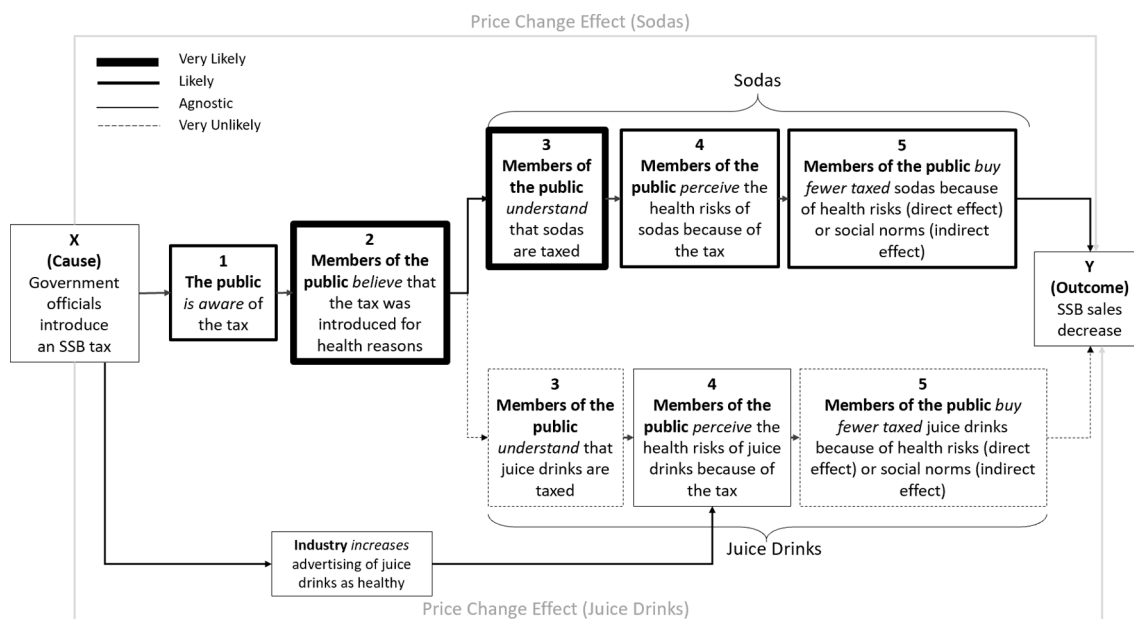 Price Change Effect (Sodas)
Very Likely
Likely
Agnostic
Very Unlikely
Sodas
X
(Cause)
Government
officials
introduce
an SSB tax
1
The public
is aware of
the tax
2
Members of the
public believe that
the tax was
introduced for
health reasons
3
Members of
the public
understand
that sodas
are taxed
4
Members of the
public perceive the
health risks of
sodas because of
the tax
5
Members of the public buy
fewer taxed sodas because
of health risks (direct effect)
or social norms (indirect
effect)
Y
(Outcome)
SSB sales
decrease
3
Members of the
public
understand that
juice drinks are
taxed
4
Members of the
public perceive the
health risks of juice
drinks because of
the tax
5
Members of the public buy
fewer taxed juice drinks
because of health risks (direct
effect) or social norms (indirect
effect)
Juice Drinks
Industry increases
advertising of juice
drinks as healthy
Price Change Effect (Juice Drinks)